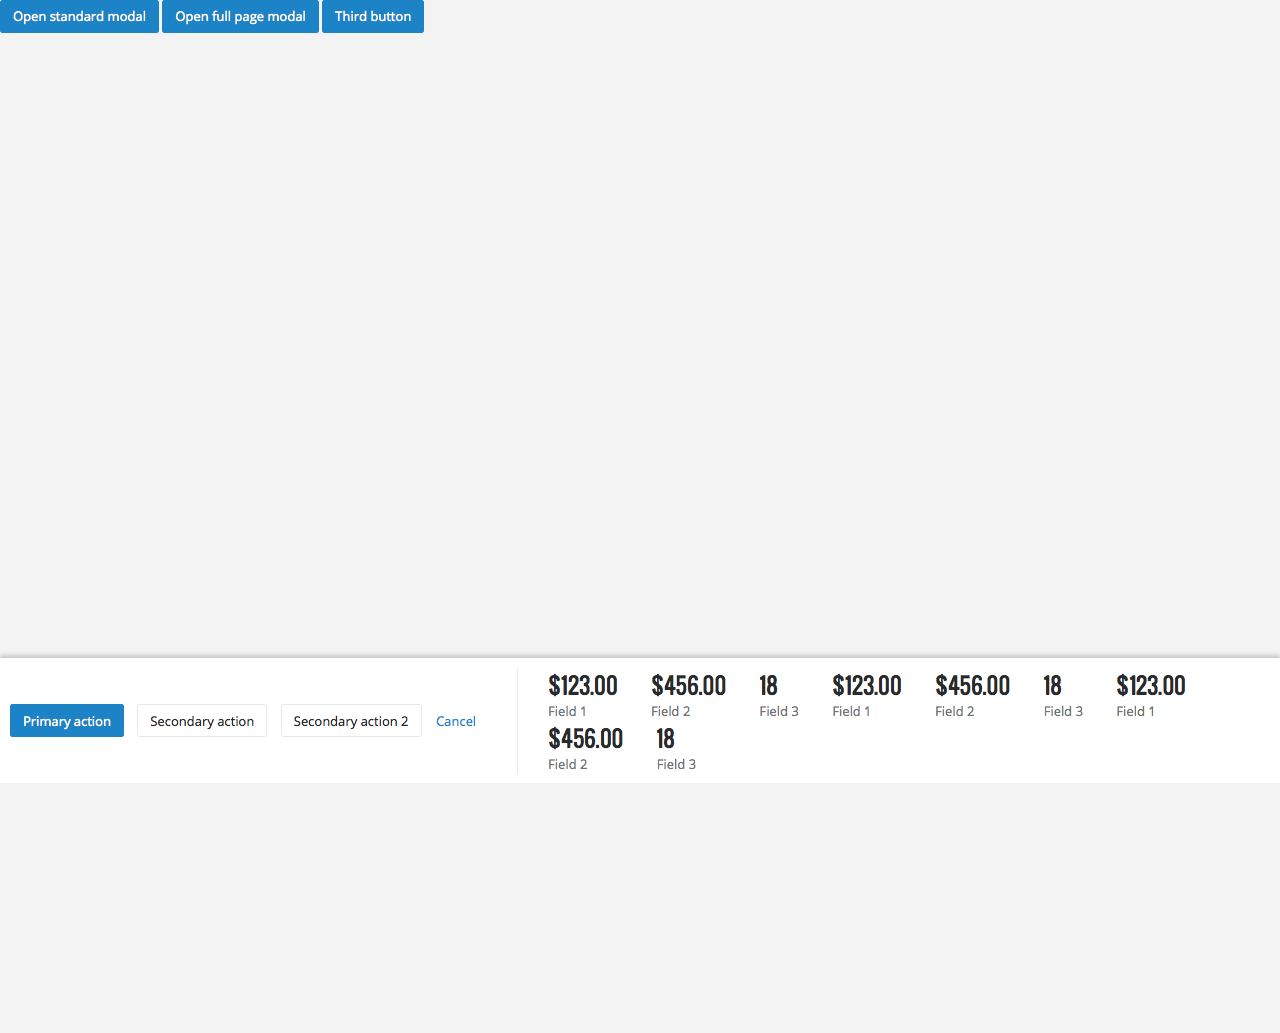 Open standard modal Open full page modal Third button
$123.00 $456.00 18 $123.00 $456.00 18 $123.00
Field 1 Field 2 Field 3 Field 1 Field 2 Field 3 Field 1
Primary action Secondary action Secondary action 2 Cancel
$456.00 18
Field 2 Field 3